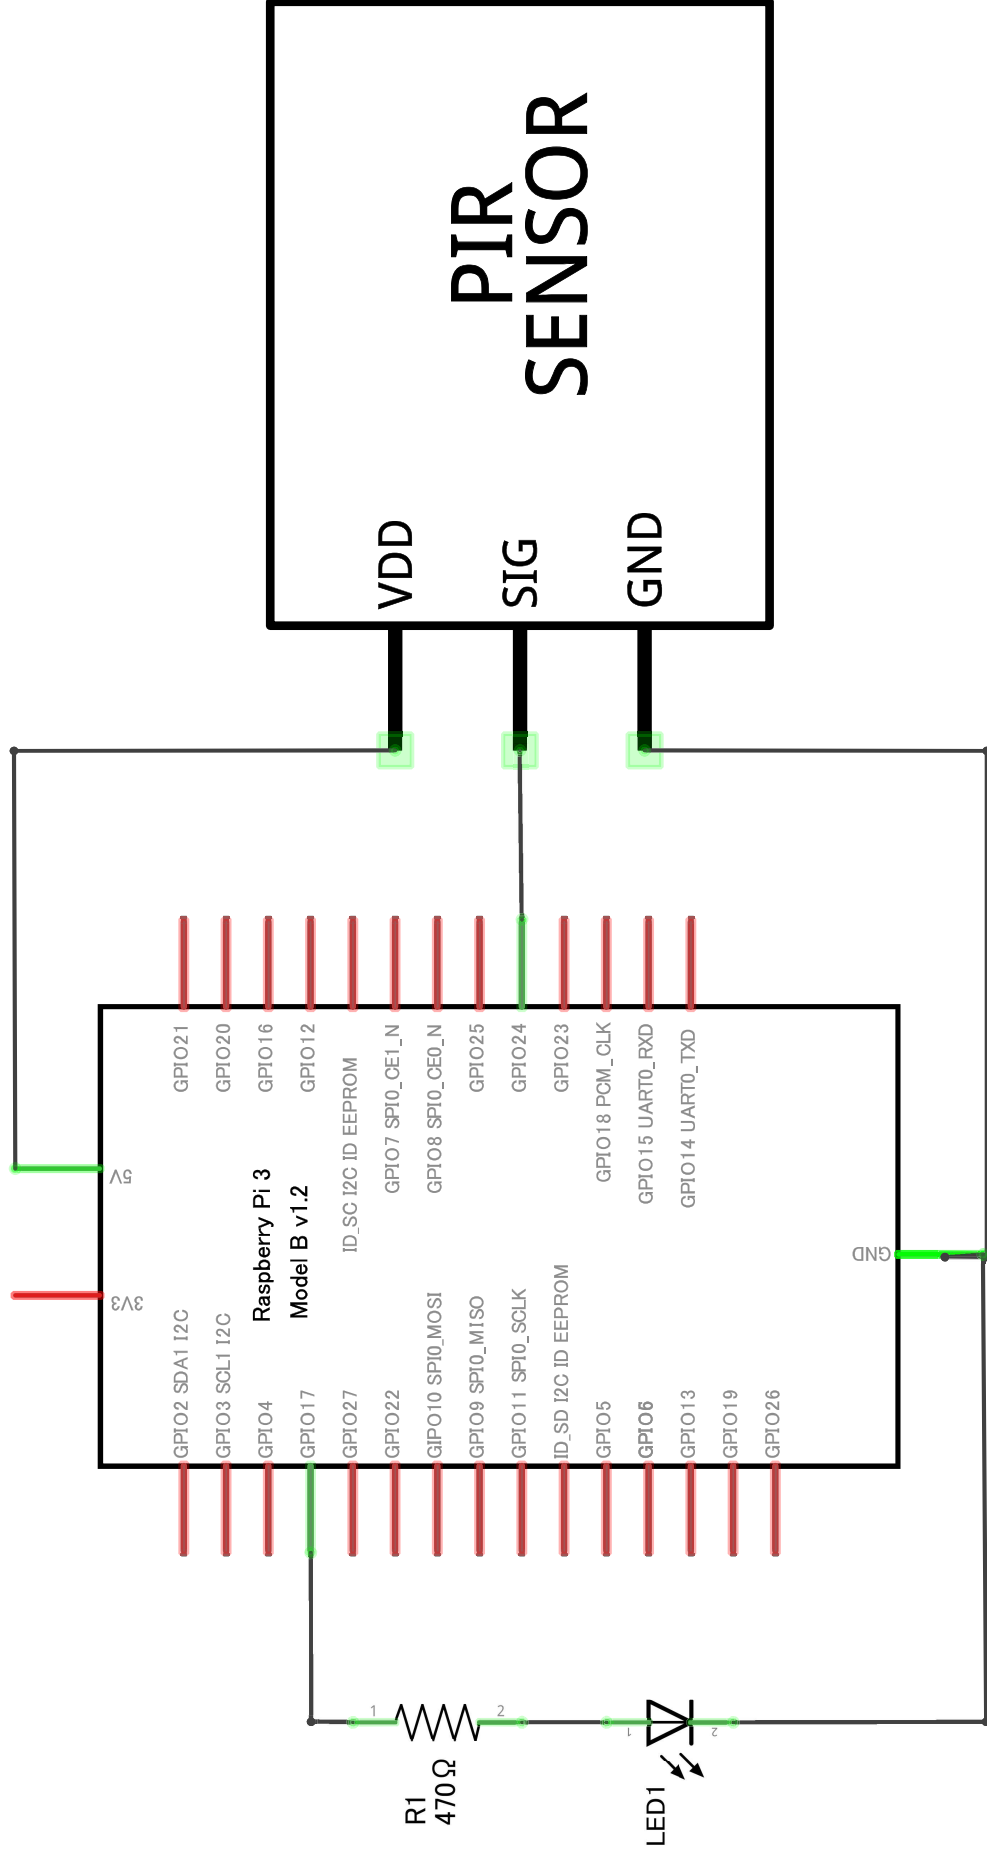 PIR
SENSOR
VDD
SIG
GND
GPIO21
GPIO20
GPIO16
GPIO12
ID_SC I2C ID EEPROM
GPIO7 SPI0_CE1_N
GPIO8 SPI0_CE0_N
GPIO25
GPIO24
GPIO23
GPIO18 PCM_CLK
GPIO15 UART0_RXD
GPIO14 UART0_TXD
5V
3V3
Raspberry Pi 3
Model B v1.2
GND
GPIO2 SDA1 I2C
GPIO3 SCL1 I2C
GPIO4
GPIO17
GPIO27
GPIO22
GIPO10 SPI0_MOSI
GPIO9 SPI0_MISO
GPIO11 SPI0_SCLK
ID_SD I2C ID EEPROM
GPIO5
GPIO6
GPIO13
GPIO19
GPIO26
1
2
R1
470Ω
1
2
LED1